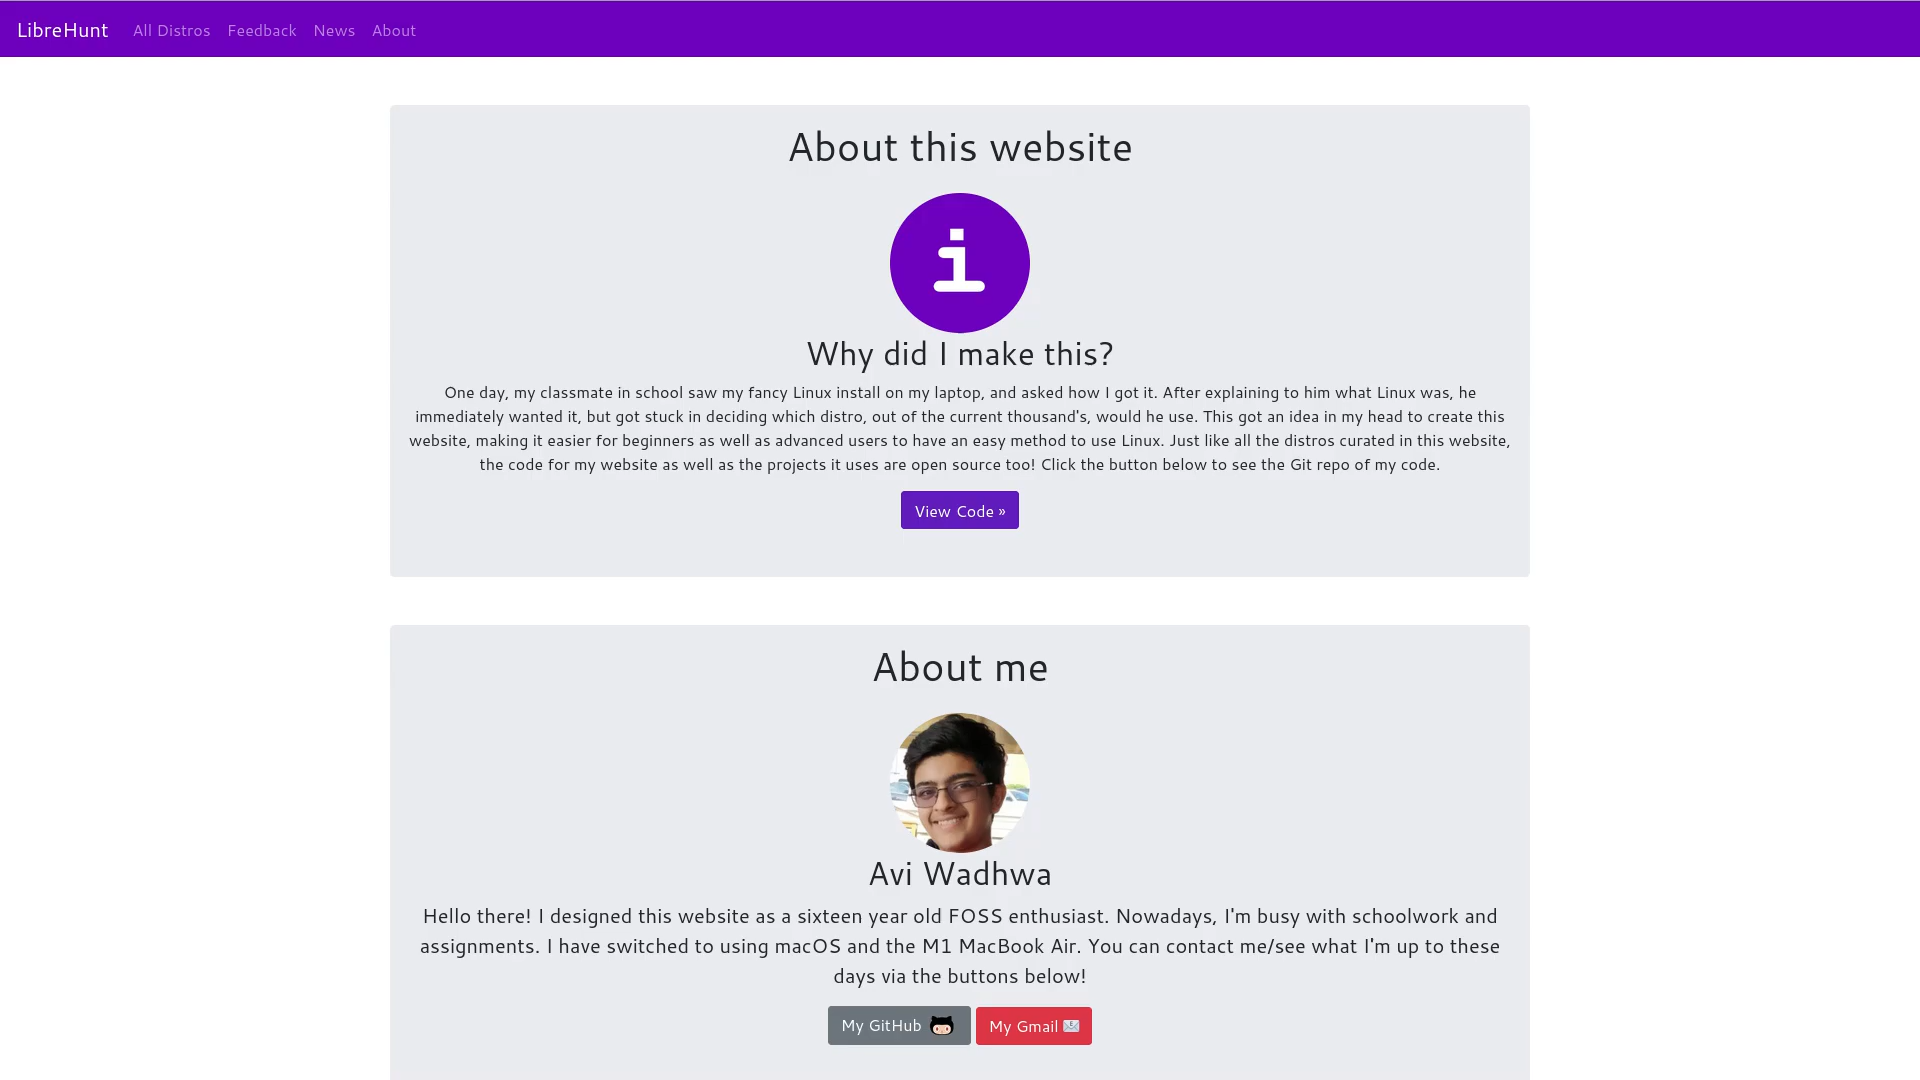 LibreHunt All Distros Feedback News About
About this website
i
Why did I make this?
One day, my classmate in school saw my fancy Linux install on my laptop, and asked how I got it. After explaining to him what Linux was, he
immediately wanted it, but got stuck in deciding which distro, out of the current thousand's, would he use. This got an idea in my head to create this
website, making it easier for beginners as well as advanced users to have an easy method to use Linux. Just like all the distros curated in this website,
the code for my website as well as the projects it uses are open source too! Click the button below to see the Git repo of my code.
View Code »
About me
Avi Wadhwa
Hello there! I designed this website as a sixteen year old FOSS enthusiast. Nowadays, I'm busy with schoolwork and
assignments. I have switched to using macOS and the M1 MacBook Air. You can contact me/see what I'm up to these
days via the buttons below!
My GitHub My Gmail